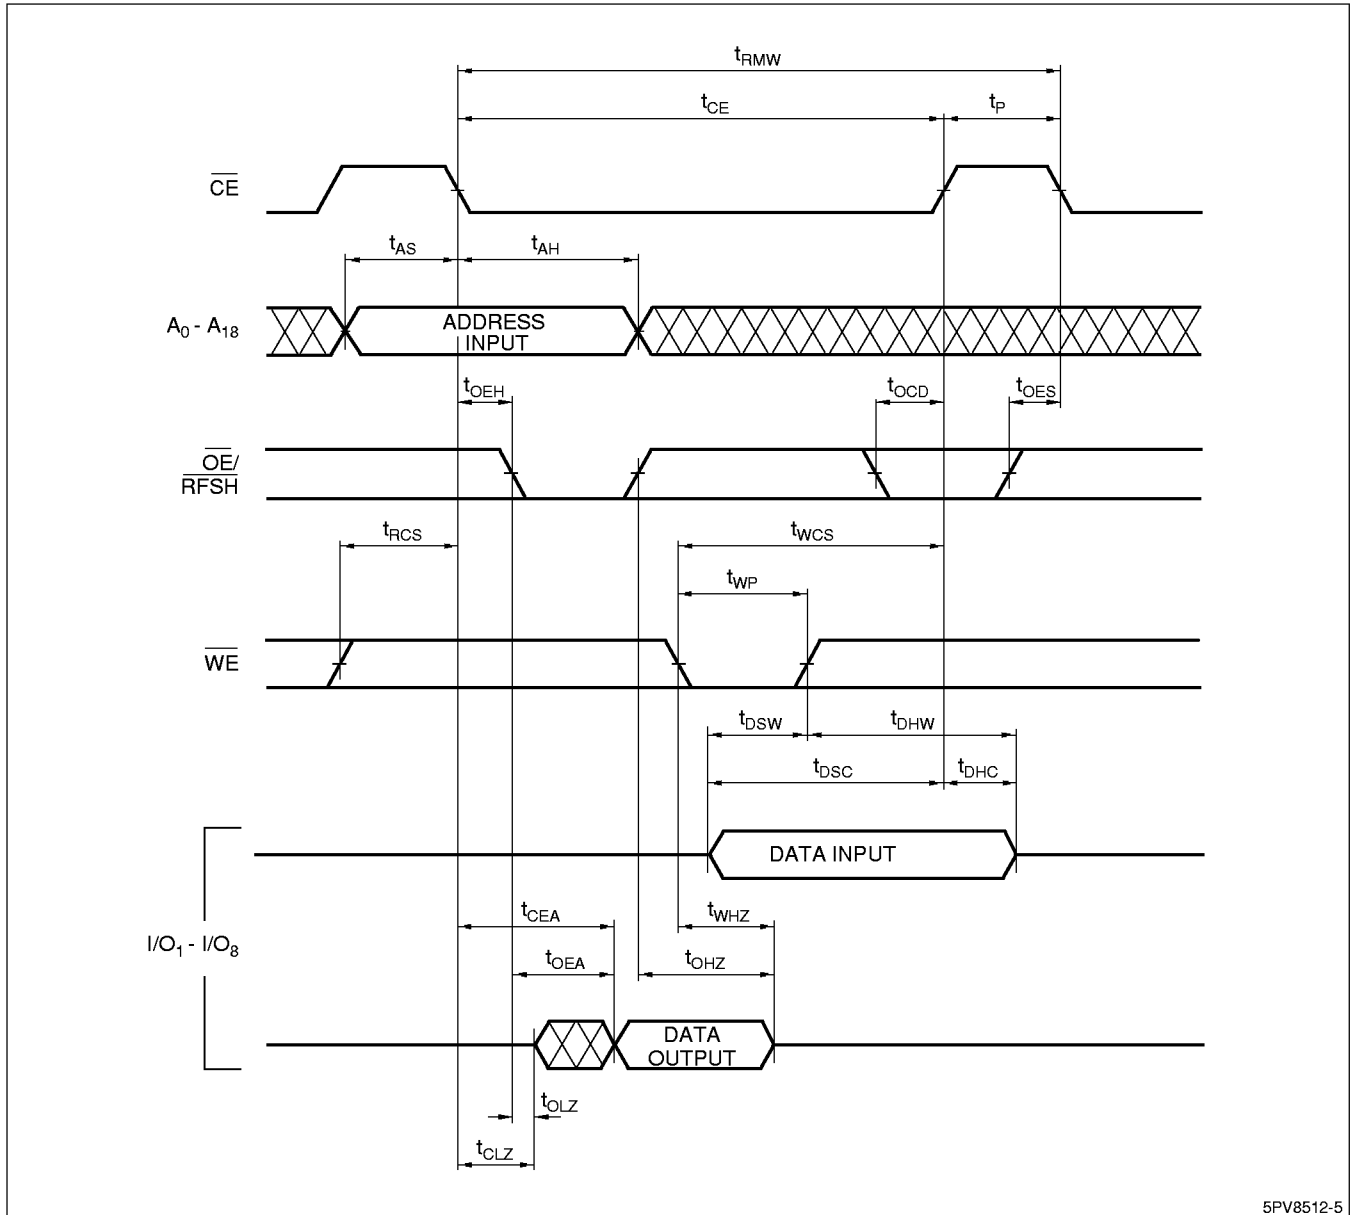 tRMW
tCE
tP
CE
tAS
tAH
A0 - A18
ADDRESS
INPUT
tOEH
tOCD
tOES
OE/
RFSH
tRCS
tWCS
tWP
WE
tDSW
tDHW
tDSC
tDHC
DATA INPUT
tCEA
tWHZ
I/O1 - I/O8
tOEA
tOHZ
DATA
OUTPUT
tOLZ
tCLZ
5PV8512-5